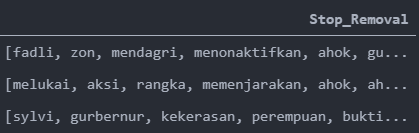 Stop_Removal
[fadli, zon, mendagri, menonaktifkan, ahok, gu...
[melukai, aksi, rangka, memenjarakan, ahok, ah...
[sylvi, gurbernur, kekerasan, perempuan, bukti...